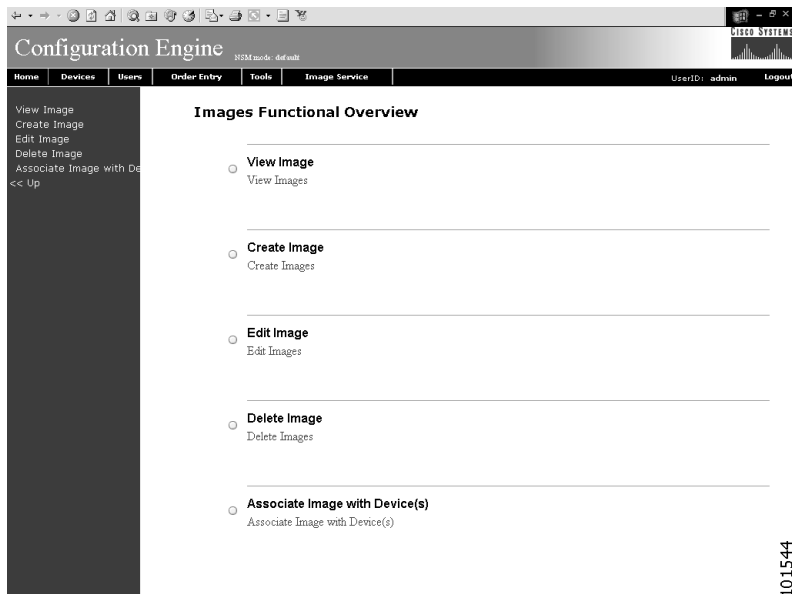 CISCO SYSTEMS
Configuration Engine NSM mode: default
Home Devices Users Order Entry Tools Image Service UserID: admin Logout
View Image
Create Image
Edit Image
Delete Image
Associate Image with De
<< Up
Images Functional Overview
View Image
View Images
Create Image
Create Images
Edit Image
Edit Images
Delete Image
Delete Images
Associate Image with Device(s)
Associate Image with Device(s)
101544